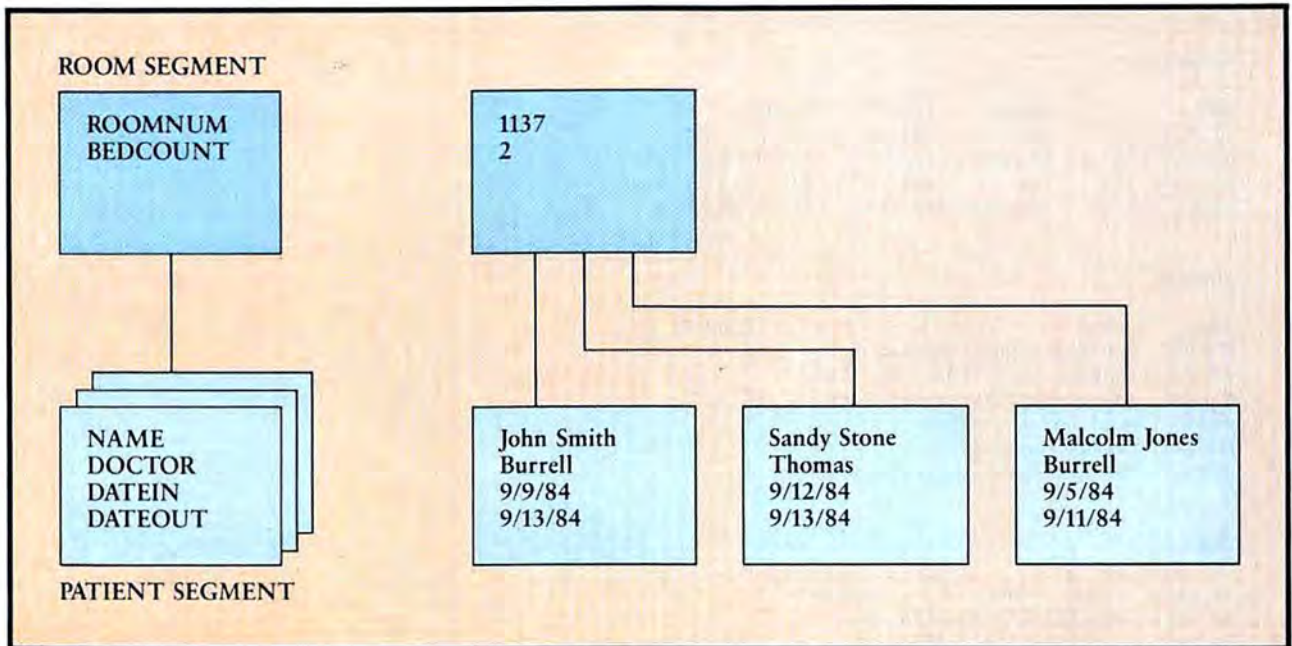 ROOM SEGMENT
ROOMNUM
BEDCOUNT
1137
2
NAME
DOCTOR
DATEIN
DATEOUT
John Smith
Burrell
9/9/84
9/13/84
Sandy Stone
Thomas
9/12/84
9/13/84
Malcolm Jones
Burrell
9/5/84
9/11/84
PATIENT SEGMENT